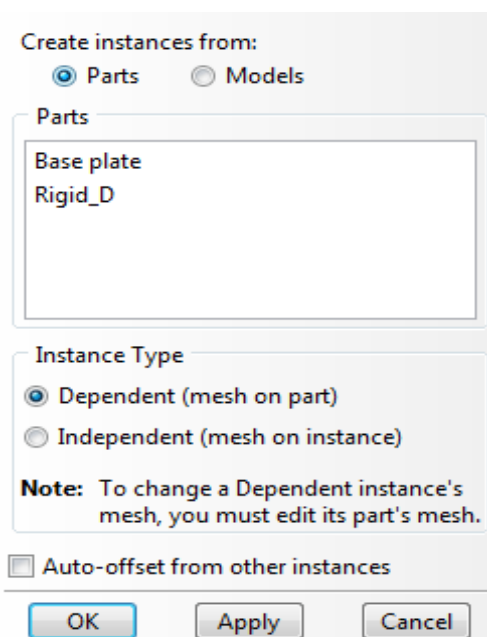 Create instances from:
Parts Models
Parts
Base plate
Rigid_D
Instance Type
Dependent (mesh on part)
Independent (mesh on instance)
Note: To change a Dependent instance's
mesh, you must edit its part's mesh.
Auto-offset from other instances
OK Apply Cancel